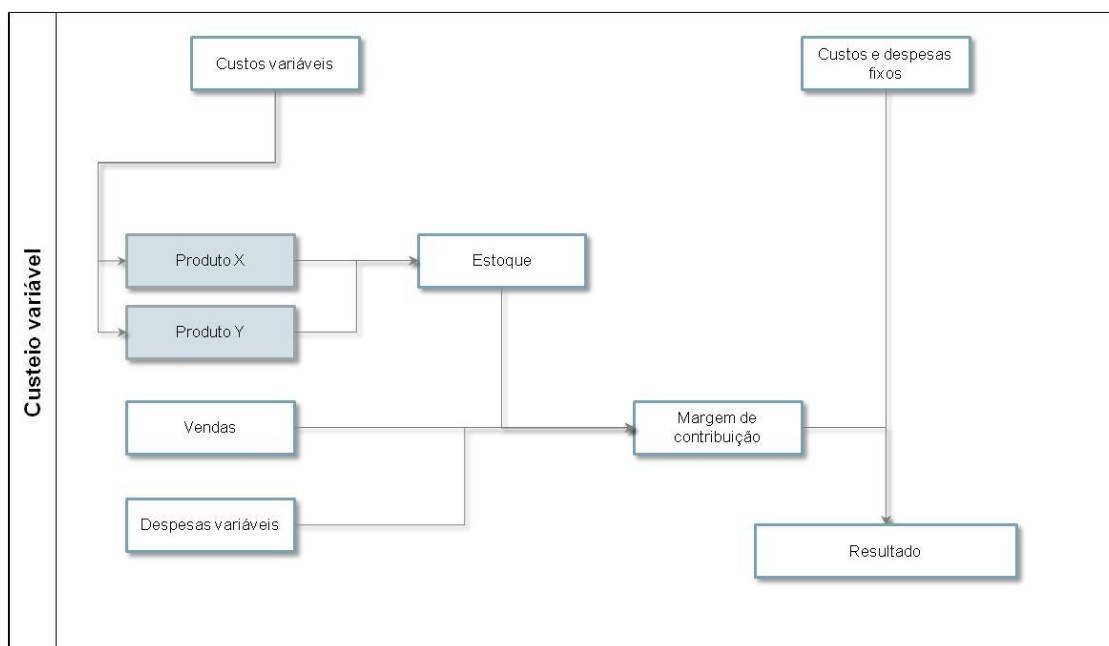 Custeio variável
Custos variáveis
Custos e despesas
fixos
Produto X
Estoque
Produto Y
Vendas
Margem de
contribuição
Despesas variáveis
Resultado